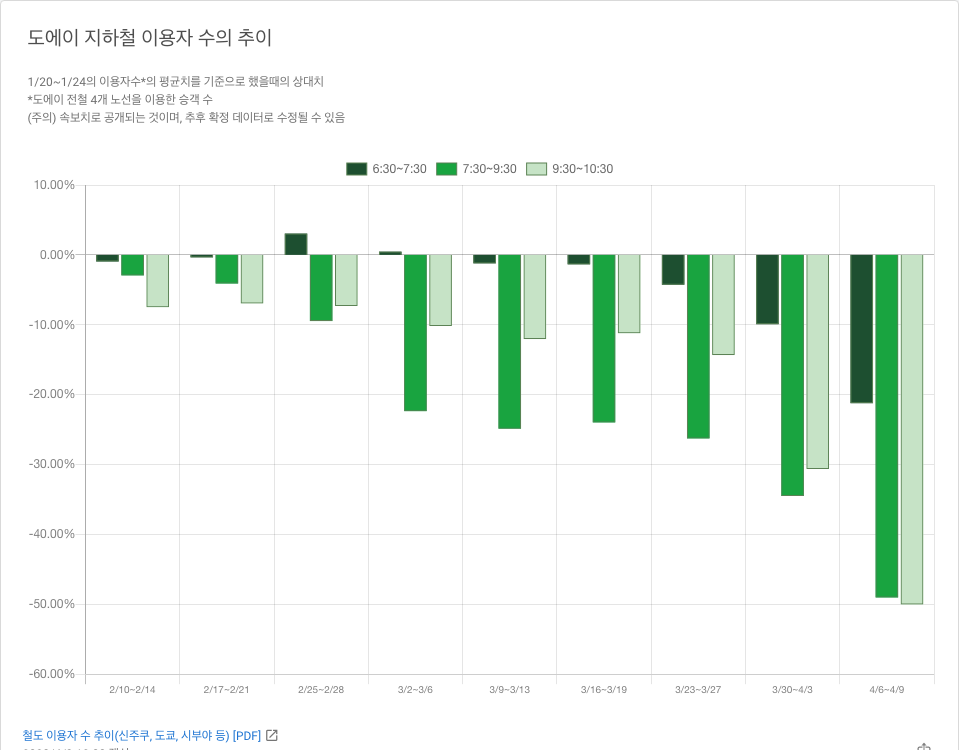 도에이 지하철 이용자 수의 추이
1/20~1/24의 이용자수*의 평균치를 기준으로 했을때의 상대치
*도에이 전철 4개 노선을 이용한 승객 수
(주의) 속보치로 공개되는 것이며, 추후 확정 데이터로 수정될 수 있음
6:30~7:30 7:30~9:30 9:30~10:30
10.00%
0.00%
-10.00%
-20.00%
-30.00%
-40.00%
-50.00%
-60.00%
2/10~2/14 2/17~2/21 2/25~2/28 3/2~3/6 3/9~3/13 3/16~3/19 3/23~3/27 3/30~4/3 4/6~4/9
철도 이용자 수 추이(신주쿠, 도쿄, 시부야 등) [PDF]